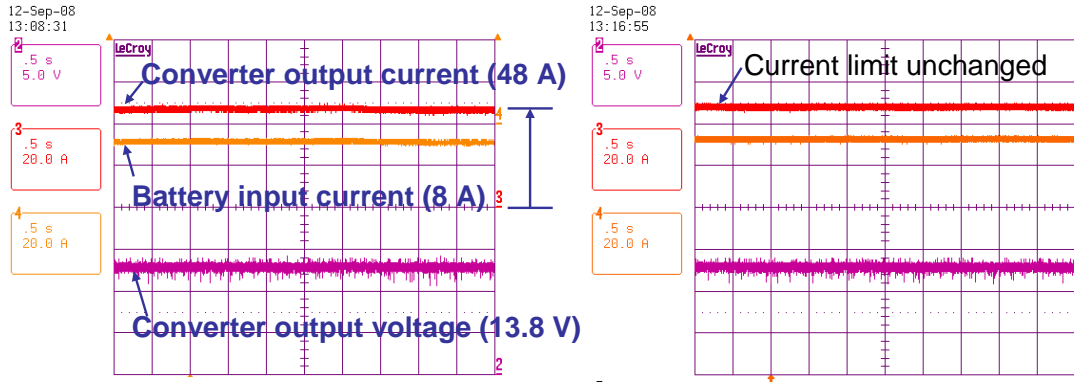 12-Sep-08
13:08:31
2
.5 s
5.0 V
3
.5 s
20.0 A
4
.5 s
20.0 A
LeCroy
Converter output current (48 A)
4
Battery input current (8 A)
3
Converter output voltage (13.8 V)
2
12-Sep-08
13:16:55
2
.5 s
5.0 V
3
.5 s
20.0 A
4
.5 s
20.0 A
LeCroy
Current limit unchanged